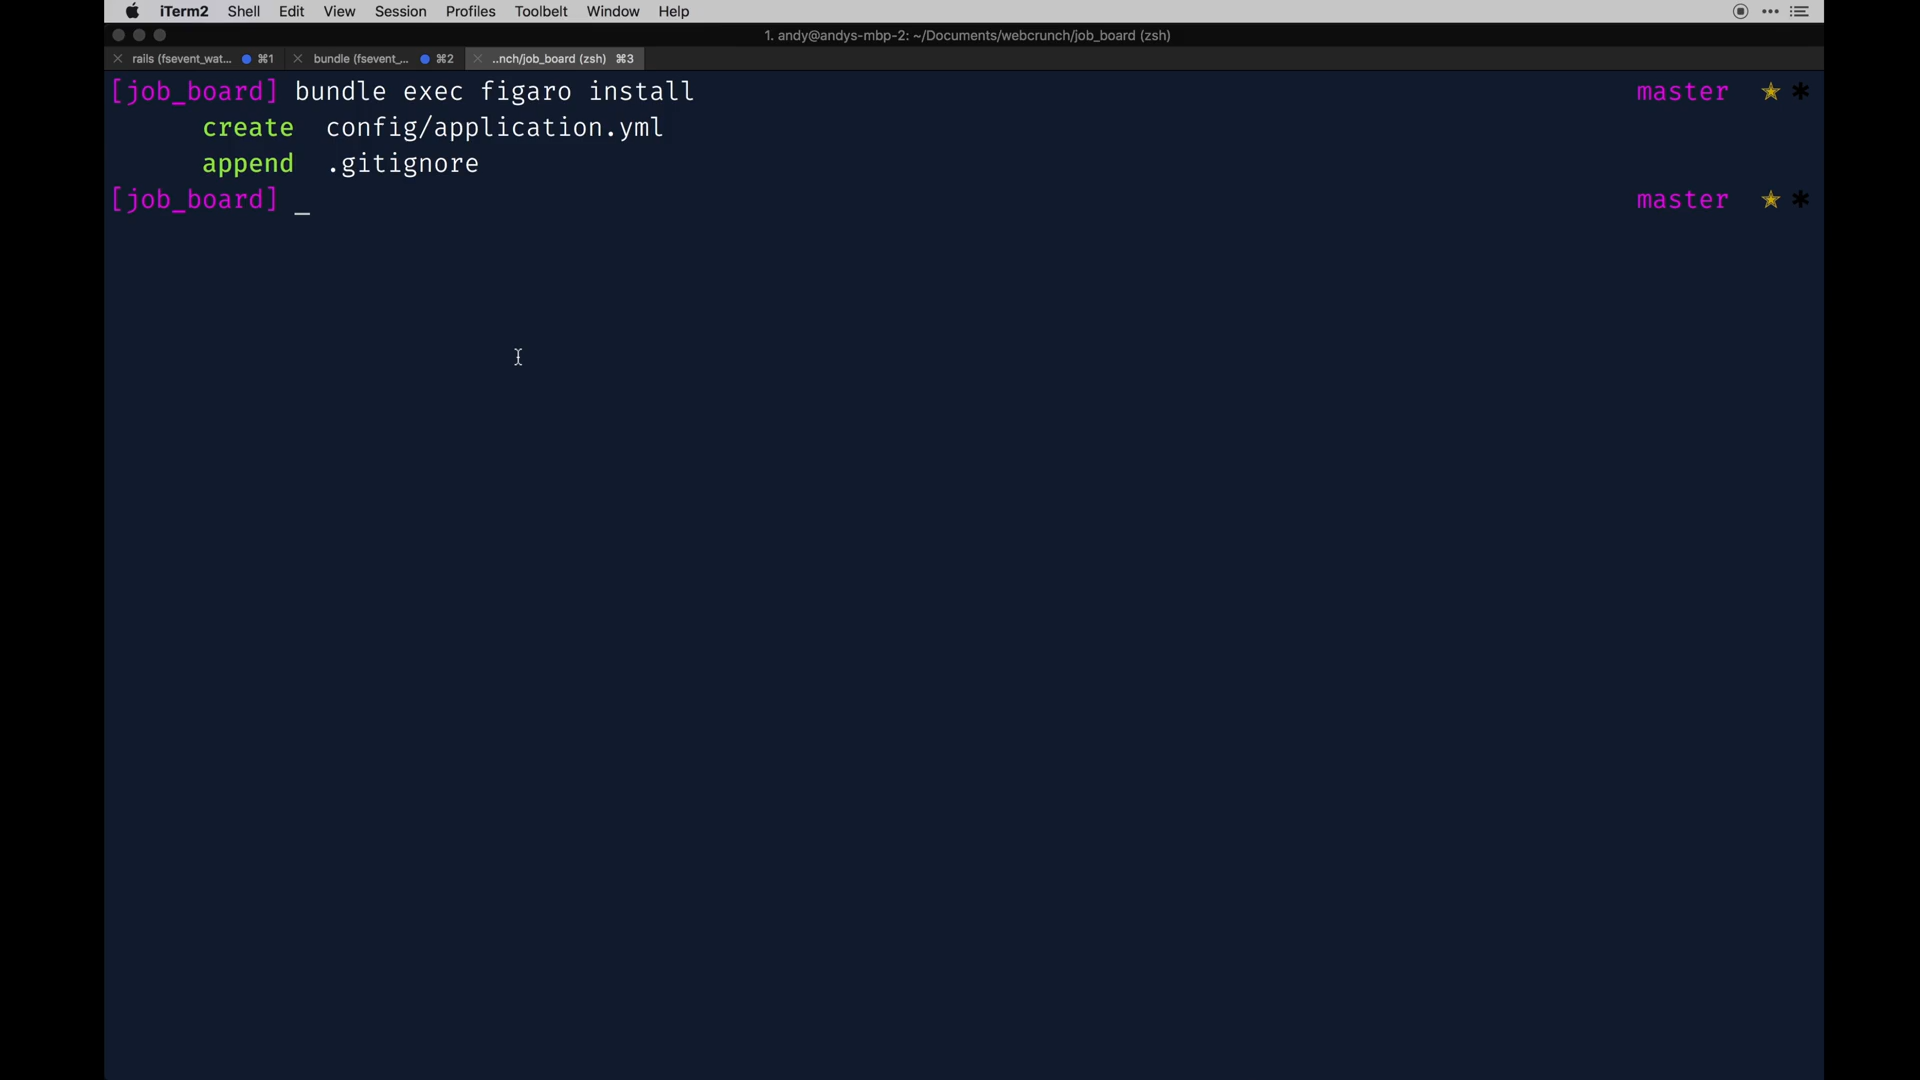 iTerm2 Shell Edit View Session Profiles Toolbelt Window Help
1. andy@andys-mbp-2: ~/Documents/webcrunch/job_board (zsh)
rails (fsevent_wat... ⌘1 bundle (fsevent_... ⌘2 ..nch/job_board (zsh) ⌘3
[job_board] bundle exec figaro install master ★ ✱
create config/application.yml
append .gitignore
[job_board] _ master ★ ✱